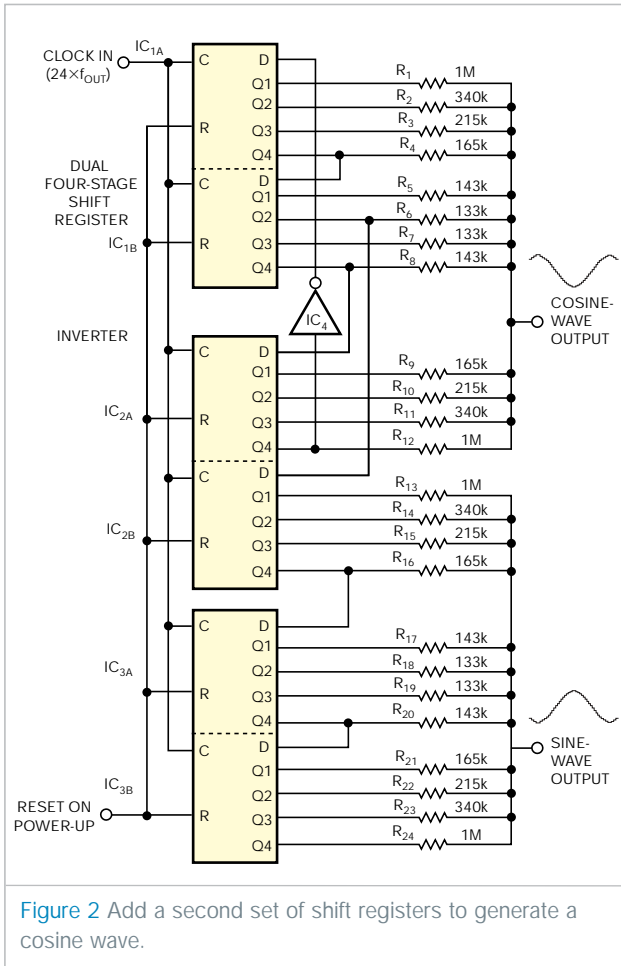 CLOCK IN
(24×fOUT)
IC1A
C
D
Q1
R1
1M
Q2
R2
340k
R
Q3
R3
215k
Q4
R4
165k
DUAL
FOUR-STAGE
SHIFT
REGISTER
C
D
Q1
R5
143k
Q2
R6
133k
IC1B
R
Q3
R7
133k
Q4
R8
143k
COSINE-
WAVE
OUTPUT
IC4
INVERTER
C
D
Q1
R9
165k
Q2
R10
215k
IC2A
R
Q3
R11
340k
Q4
R12
1M
C
D
Q1
R13
1M
Q2
R14
340k
IC2B
R
Q3
R15
215k
Q4
R16
165k
C
D
Q1
R17
143k
IC3A
Q2
R18
133k
R
Q3
R19
133k
Q4
R20
143k
C
D
SINE-
WAVE
OUTPUT
Q1
R21
165k
IC3B
Q2
R22
215k
RESET ON
POWER-UP
R
Q3
R23
340k
Q4
R24
1M
Figure 2 Add a second set of shift registers to generate a
cosine wave.